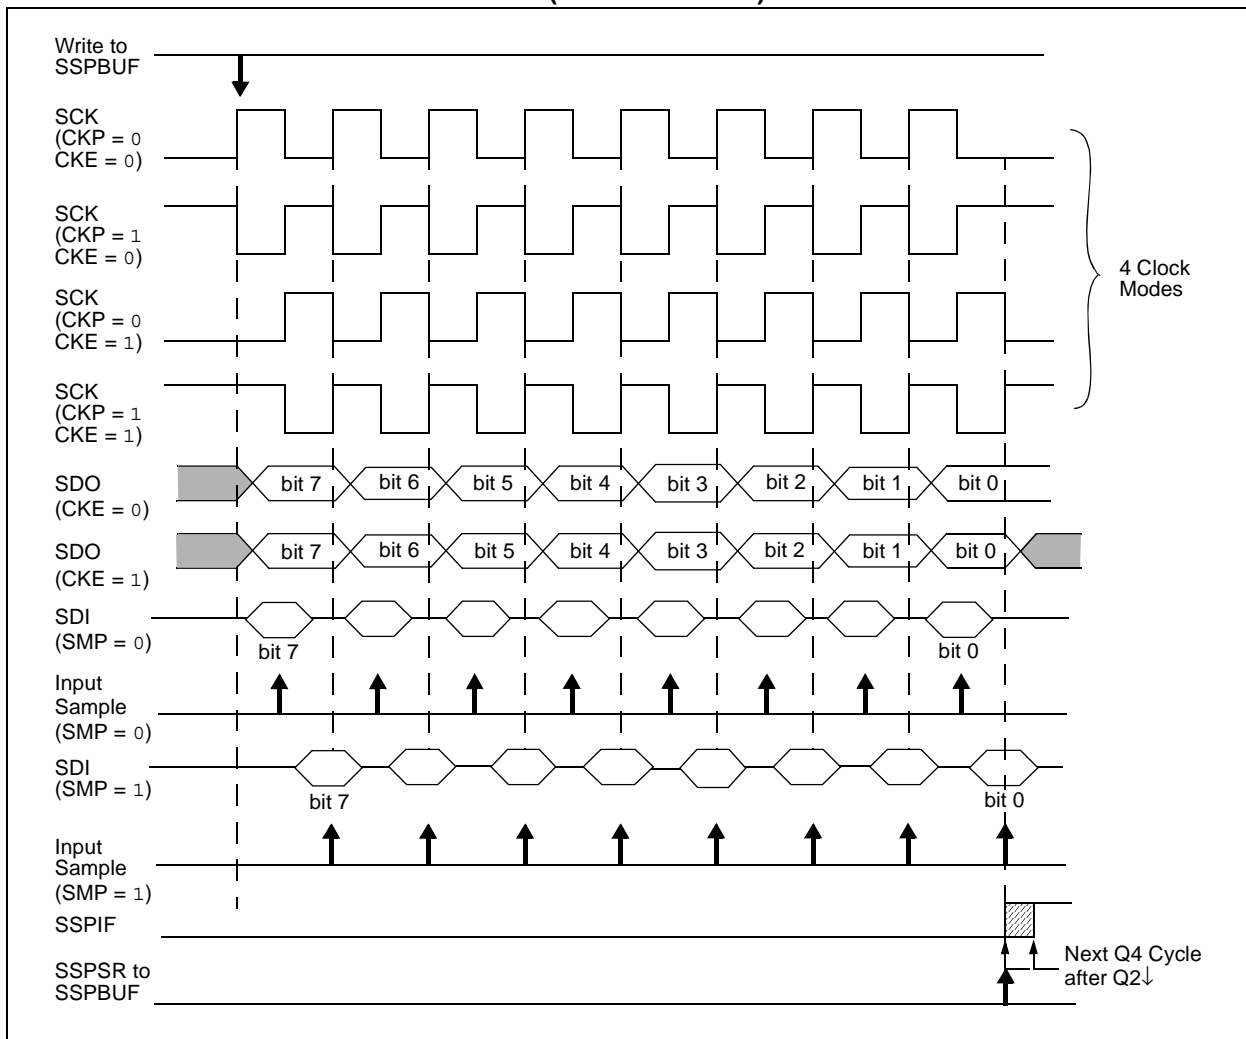 Write to
SSPBUF
SCK
(CKP = 0
CKE = 0)
SCK
(CKP = 1
CKE = 0)
4 Clock
Modes
SCK
(CKP = 0
CKE = 1)
SCK
(CKP = 1
CKE = 1)
SDO
(CKE = 0)
bit 7 bit 6 bit 5 bit 4 bit 3 bit 2 bit 1 bit 0
SDO
(CKE = 1)
bit 7 bit 6 bit 5 bit 4 bit 3 bit 2 bit 1 bit 0
SDI
(SMP = 0)
bit 7 bit 0
Input
Sample
(SMP = 0)
SDI
(SMP = 1)
bit 7 bit 0
Input
Sample
(SMP = 1)
SSPIF
Next Q4 Cycle
after Q2↓
SSPSR to
SSPBUF